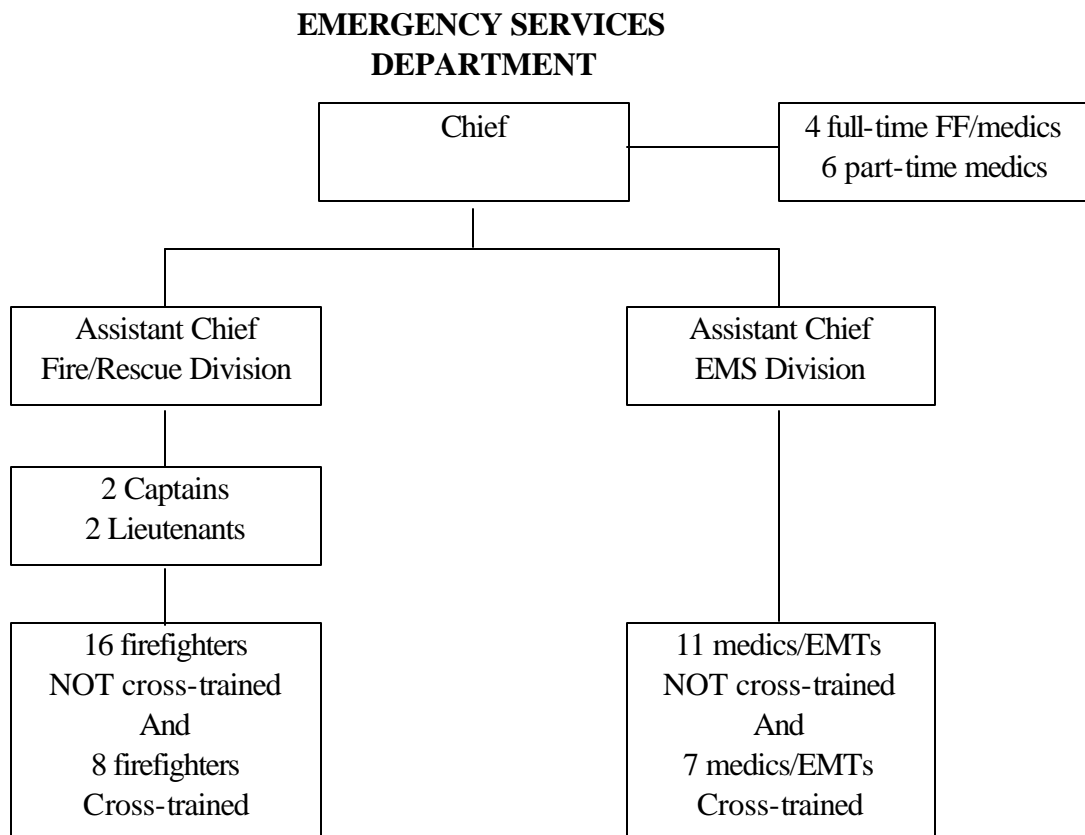 EMERGENCY SERVICES
DEPARTMENT
Chief
4 full-time FF/medics
6 part-time medics
Assistant Chief
Fire/Rescue Division
Assistant Chief
EMS Division
2 Captains
2 Lieutenants
16 firefighters
NOT cross-trained
And
8 firefighters
Cross-trained
11 medics/EMTs
NOT cross-trained
And
7 medics/EMTs
Cross-trained